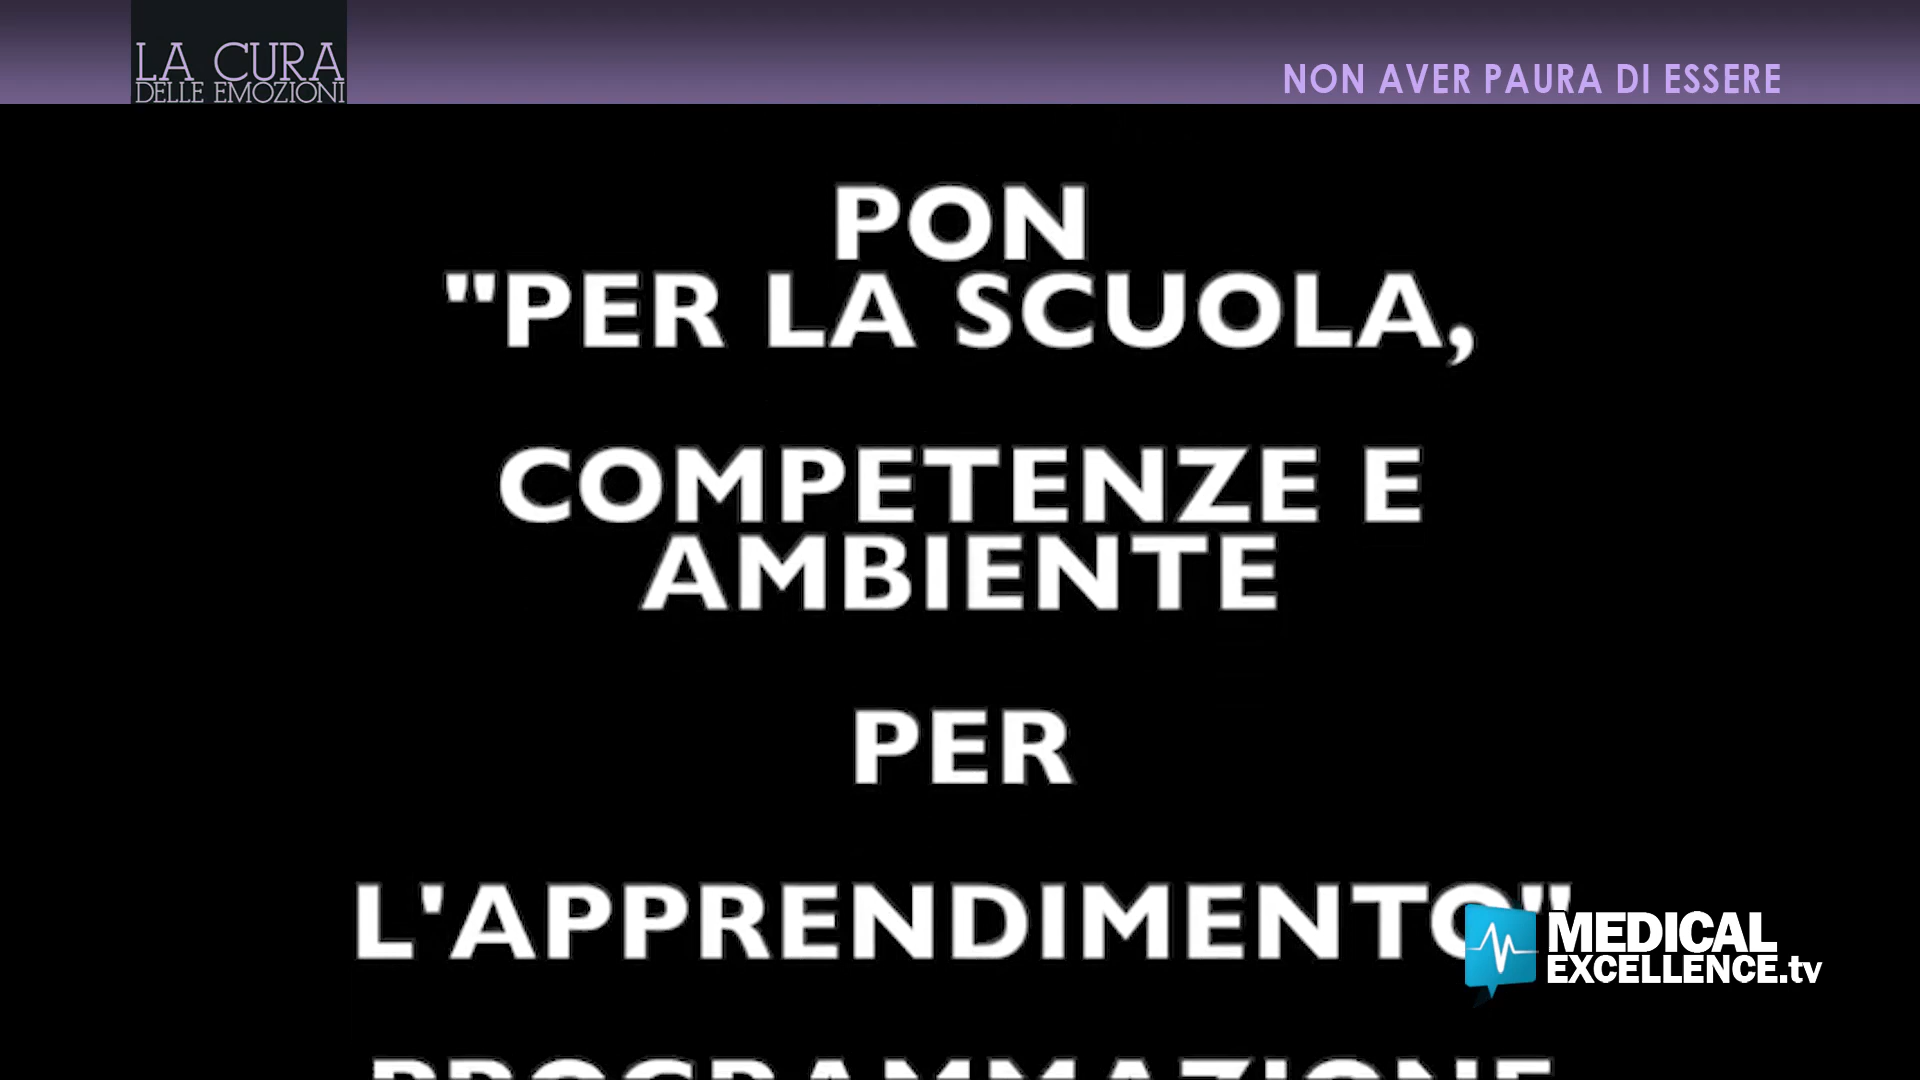 LA CURA
DELLE EMOZIONI
NON AVER PAURA DI ESSERE
PON
"PER LA SCUOLA,
COMPETENZE E
AMBIENTE
PER
L'APPRENDIMENTO"
MEDICAL
EXCELLENCE.tv
PROGRAMMAZIONE